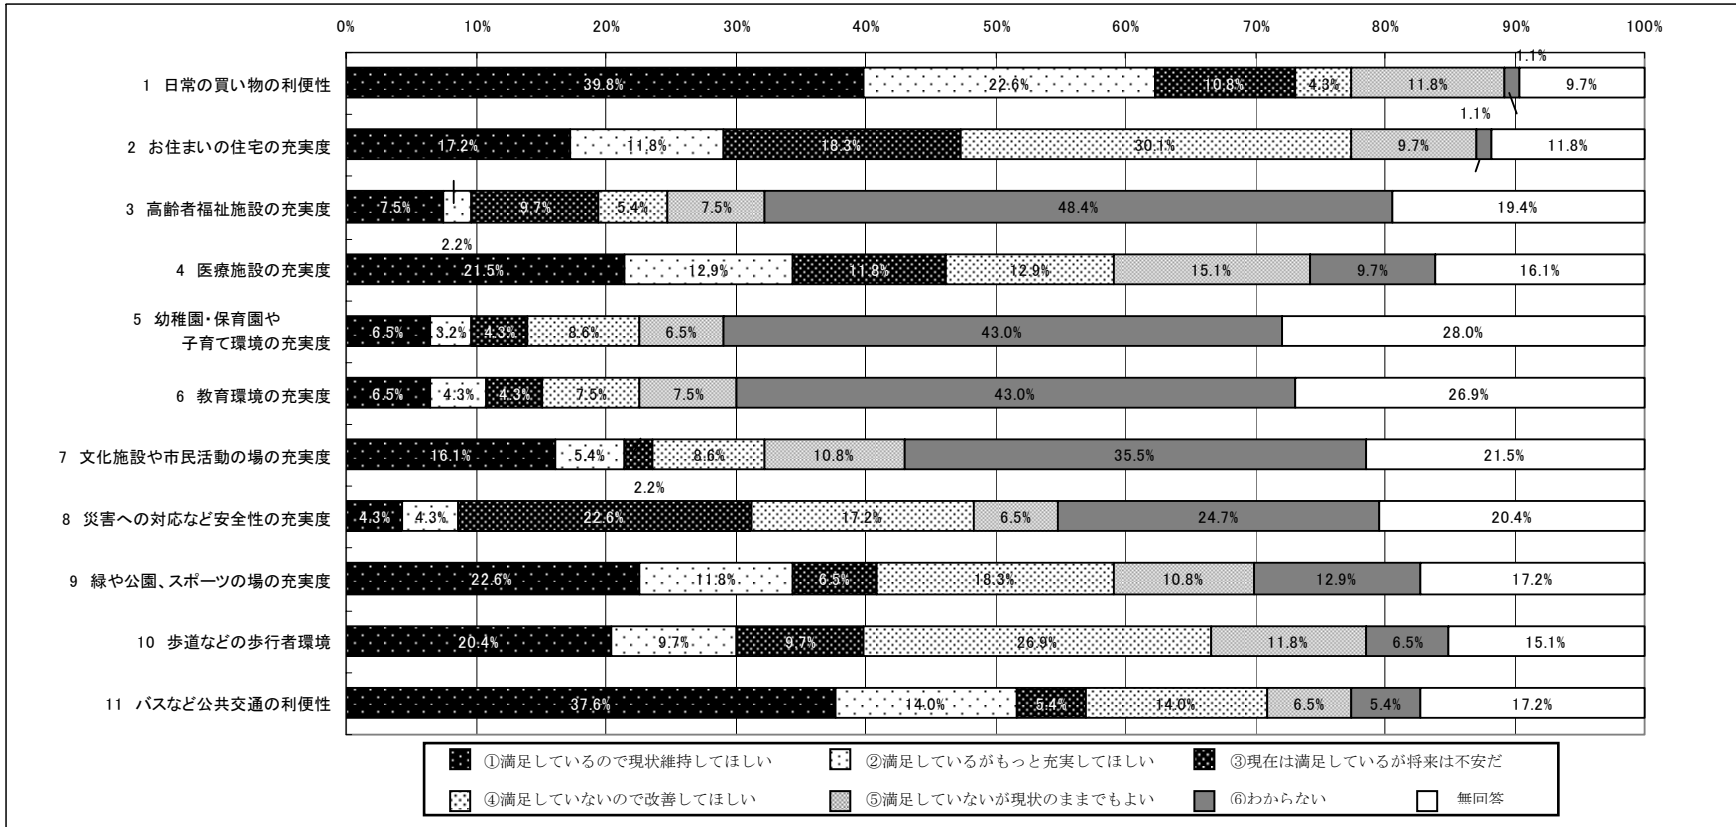 0% 10% 20% 30% 40% 50% 60% 70% 80% 90% 100%
1.1%
1 日常の買い物の利便性 39.8% 22.6% 10.8% 4.3% 11.8% 9.7%
1.1%
2 お住まいの住宅の充実度 17.2% 11.8% 18.3% 30.1% 9.7% 11.8%
3 高齢者福祉施設の充実度 7.5% 9.7% 5.4% 7.5% 48.4% 19.4%
2.2%
4 医療施設の充実度 21.5% 12.9% 11.8% 12.9% 15.1% 9.7% 16.1%
5 幼稚園・保育園や
子育て環境の充実度 6.5% 3.2% 4.3% 8.6% 6.5% 43.0% 28.0%
6 教育環境の充実度 6.5% 4.3% 4.3% 7.5% 7.5% 43.0% 26.9%
7 文化施設や市民活動の場の充実度 16.1% 5.4% 8.6% 10.8% 35.5% 21.5%
2.2%
8 災害への対応など安全性の充実度 4.3% 4.3% 22.6% 17.2% 6.5% 24.7% 20.4%
9 緑や公園、スポーツの場の充実度 22.6% 11.8% 6.5% 18.3% 10.8% 12.9% 17.2%
10 歩道などの歩行者環境 20.4% 9.7% 9.7% 26.9% 11.8% 6.5% 15.1%
11 バスなど公共交通の利便性 37.6% 14.0% 5.4% 14.0% 6.5% 5.4% 17.2%
①満足しているので現状維持してほしい ②満足しているがもっと充実してほしい ③現在は満足しているが将来は不安だ
④満足していないので改善してほしい ⑤満足していないが現状のままでもよい ⑥わからない 無回答